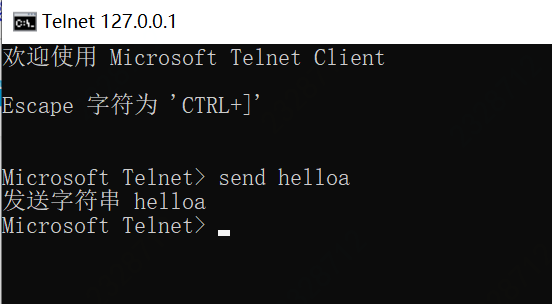 Telnet 127.0.0.1
欢迎使用 Microsoft Telnet Client
Escape 字符为 'CTRL+]'
Microsoft Telnet> send helloa
发送字符串 helloa
Microsoft Telnet>